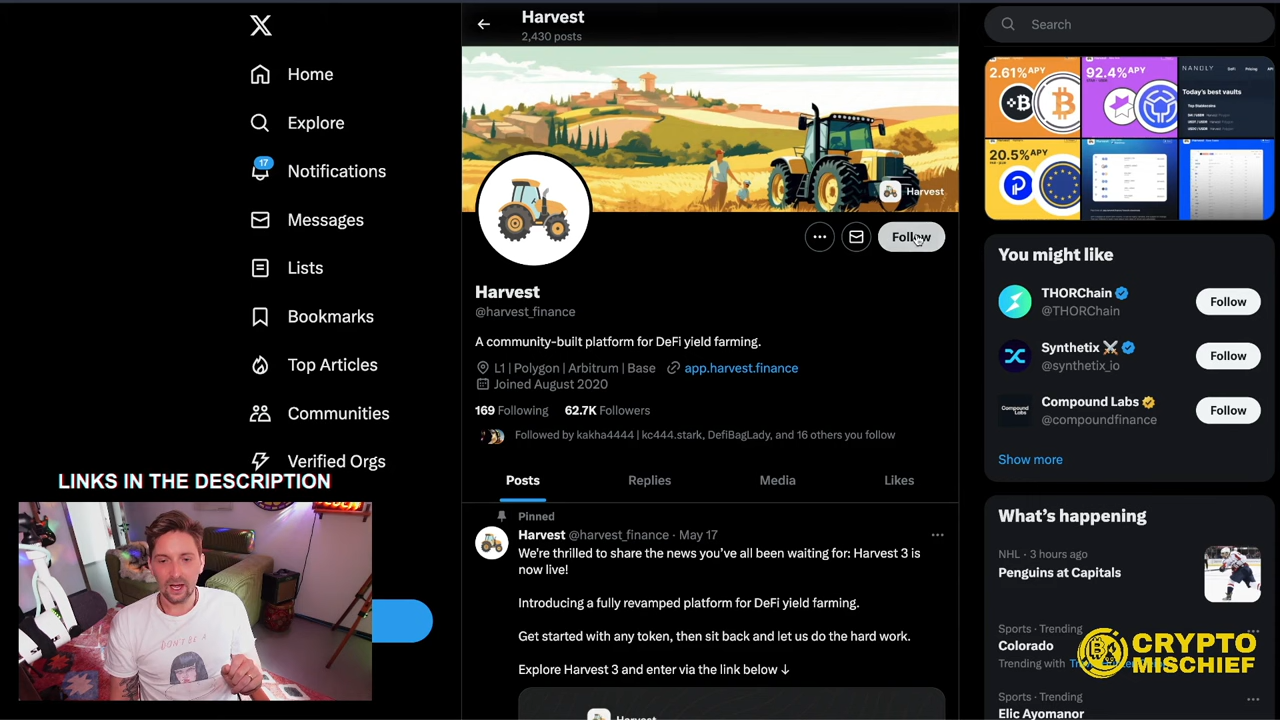 Harvest
2,430 posts
Search
Home
Explore
17
Notifications
Messages
Lists
Bookmarks
Top Articles
Communities
Verified Orgs
LINKS IN THE DESCRIPTION
Harvest
Follow
Harvest
@harvest_finance
A community-built platform for DeFi yield farming.
L1 | Polygon | Arbitrum | Base app.harvest.finance
Joined August 2020
169 Following 62.7K Followers
Followed by kakha4444 | kc444.stark, DefiBagLady, and 16 others you follow
Posts Replies Media Likes
Pinned
Harvest @harvest_finance · May 17
We're thrilled to share the news you've all been waiting for: Harvest 3 is
now live!
Introducing a fully revamped platform for DeFi yield farming.
Get started with any token, then sit back and let us do the hard work.
Explore Harvest 3 and enter via the link below ↓
Harvest
2.61%APY
92.4%APY
NANDLY
Today's best vaults
20.5%APY
You might like
THORChain
@THORChain
Follow
Synthetix ⚔️
@synthetix_io
Follow
Compound Labs
@compoundfinance
Follow
Show more
What's happening
NHL · 3 hours ago
Penguins at Capitals
Sports · Trending
Colorado
Trending with
Sports · Trending
Elic Ayomanor
CRYPTO
MISCHIEF